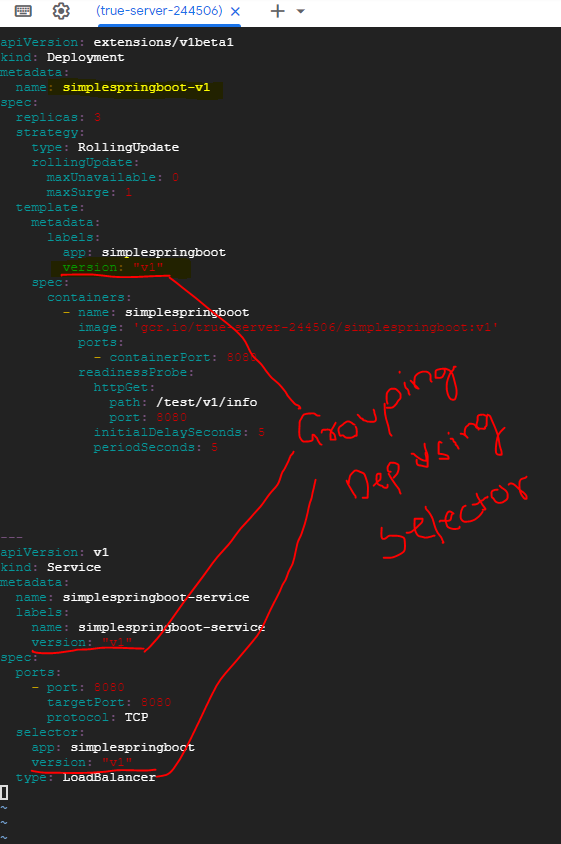 (true-server-244506)
apiVersion: extensions/v1beta1
kind: Deployment
metadata:
  name: simplespringboot-v1
spec:
  replicas: 3
  strategy:
    type: RollingUpdate
    rollingUpdate:
      maxUnavailable: 0
      maxSurge: 1
  template:
    metadata:
      labels:
        app: simplespringboot
        version: "v1"
    spec:
      containers:
        - name: simplespringboot
          image: 'gcr.io/true-server-244506/simplespringboot:v1'
          ports:
            - containerPort: 8080
          readinessProbe:
            httpGet:
              path: /test/v1/info
              port: 8080
            initialDelaySeconds: 5
            periodSeconds: 5
Grouping
Dep using
selector
---
apiVersion: v1
kind: Service
metadata:
  name: simplespringboot-service
  labels:
    name: simplespringboot-service
    version: "v1"
spec:
  ports:
    - port: 8080
      targetPort: 8080
      protocol: TCP
  selector:
    app: simplespringboot
    version: "v1"
  type: LoadBalancer
~
~
~